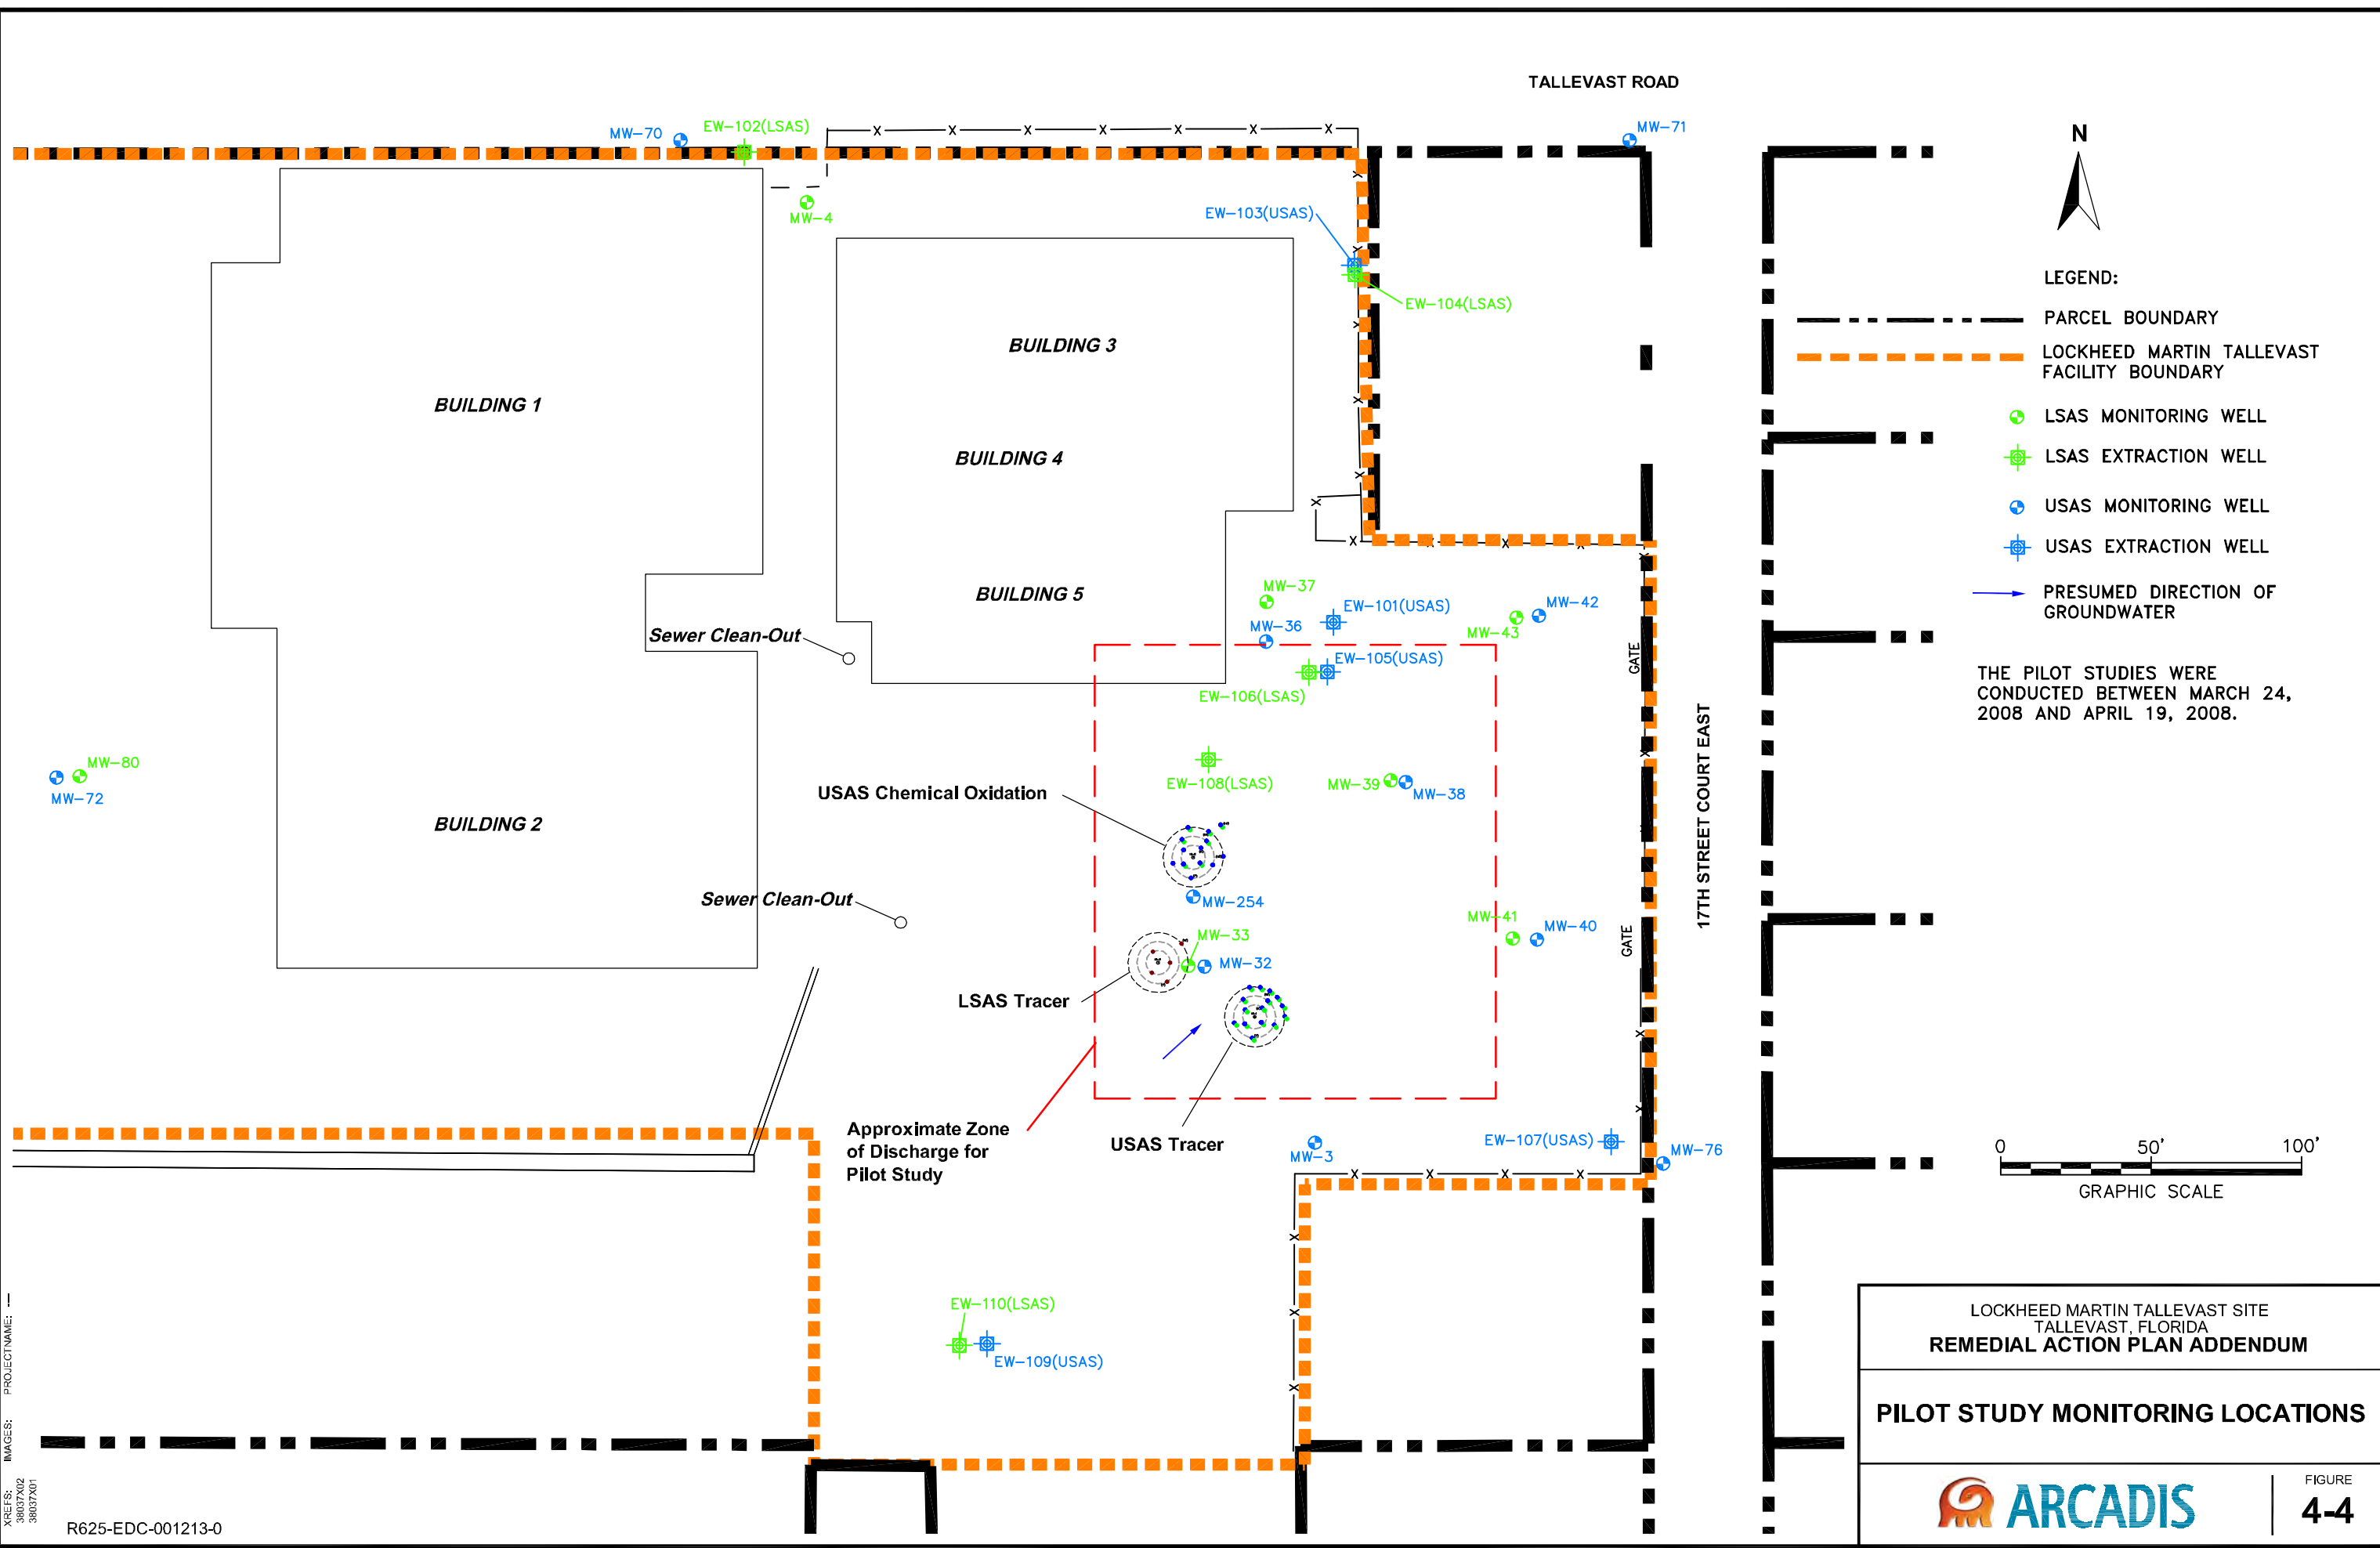 TALLEVAST ROAD
MW-70
EW-102(LSAS)
MW-71
N
MW-4
EW-103(USAS)
EW-104(LSAS)
LEGEND:
PARCEL BOUNDARY
LOCKHEED MARTIN TALLEVAST
FACILITY BOUNDARY
LSAS MONITORING WELL
LSAS EXTRACTION WELL
USAS MONITORING WELL
USAS EXTRACTION WELL
PRESUMED DIRECTION OF
GROUNDWATER
THE PILOT STUDIES WERE
CONDUCTED BETWEEN MARCH 24,
2008 AND APRIL 19, 2008.
BUILDING 3
BUILDING 1
BUILDING 4
BUILDING 5
MW-37
EW-101(USAS)
MW-42
MW-36
MW-43
Sewer Clean-Out
EW-105(USAS)
GATE
EW-106(LSAS)
17TH STREET COURT EAST
MW-80
MW-72
EW-108(LSAS)
MW-39
MW-38
USAS Chemical Oxidation
BUILDING 2
Sewer Clean-Out
MW-254
MW-41
MW-40
GATE
MW-33
MW-32
LSAS Tracer
Approximate Zone
of Discharge for
Pilot Study
USAS Tracer
MW-3
EW-107(USAS)
MW-76
0 50' 100'
GRAPHIC SCALE
EW-110(LSAS)
EW-109(USAS)
LOCKHEED MARTIN TALLEVAST SITE
TALLEVAST, FLORIDA
REMEDIAL ACTION PLAN ADDENDUM
PILOT STUDY MONITORING LOCATIONS
ARCADIS
FIGURE
4-4
XREFS: IMAGES: PROJECTNAME: ---
38037X02
38037X01
R625-EDC-001213-0